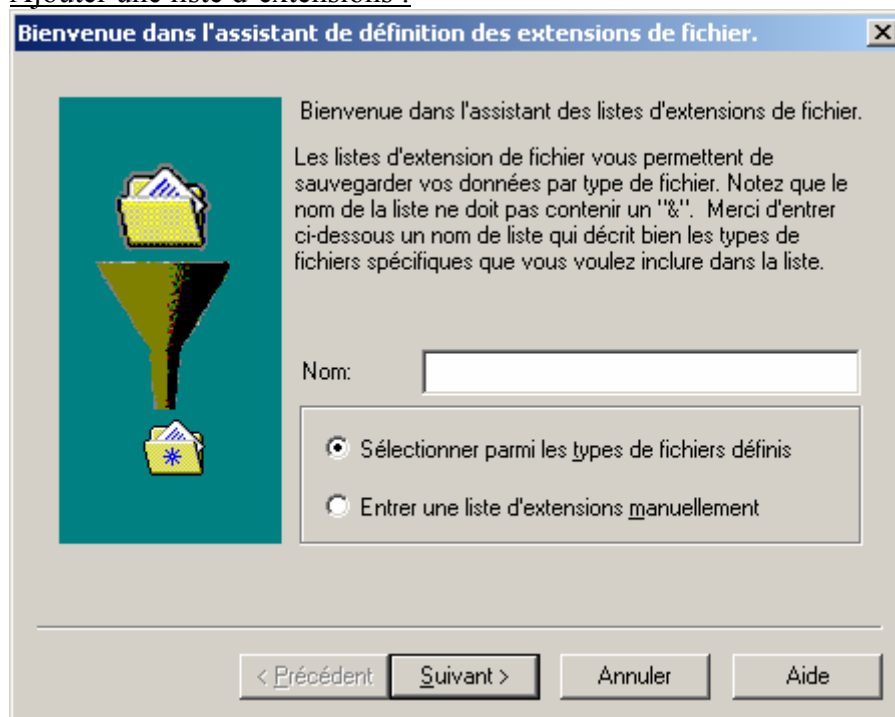 Ajouter une liste d'extensions :
Bienvenue dans l'assistant de définition des extensions de fichier.
Bienvenue dans l'assistant des listes d'extensions de fichier.
Les listes d'extension de fichier vous permettent de
sauvegarder vos données par type de fichier. Notez que le
nom de la liste ne doit pas contenir un "&". Merci d'entrer
ci-dessous un nom de liste qui décrit bien les types de
fichiers spécifiques que vous voulez inclure dans la liste.
Nom:
Sélectionner parmi les types de fichiers définis
Entrer une liste d'extensions manuellement
< Précédent Suivant > Annuler Aide